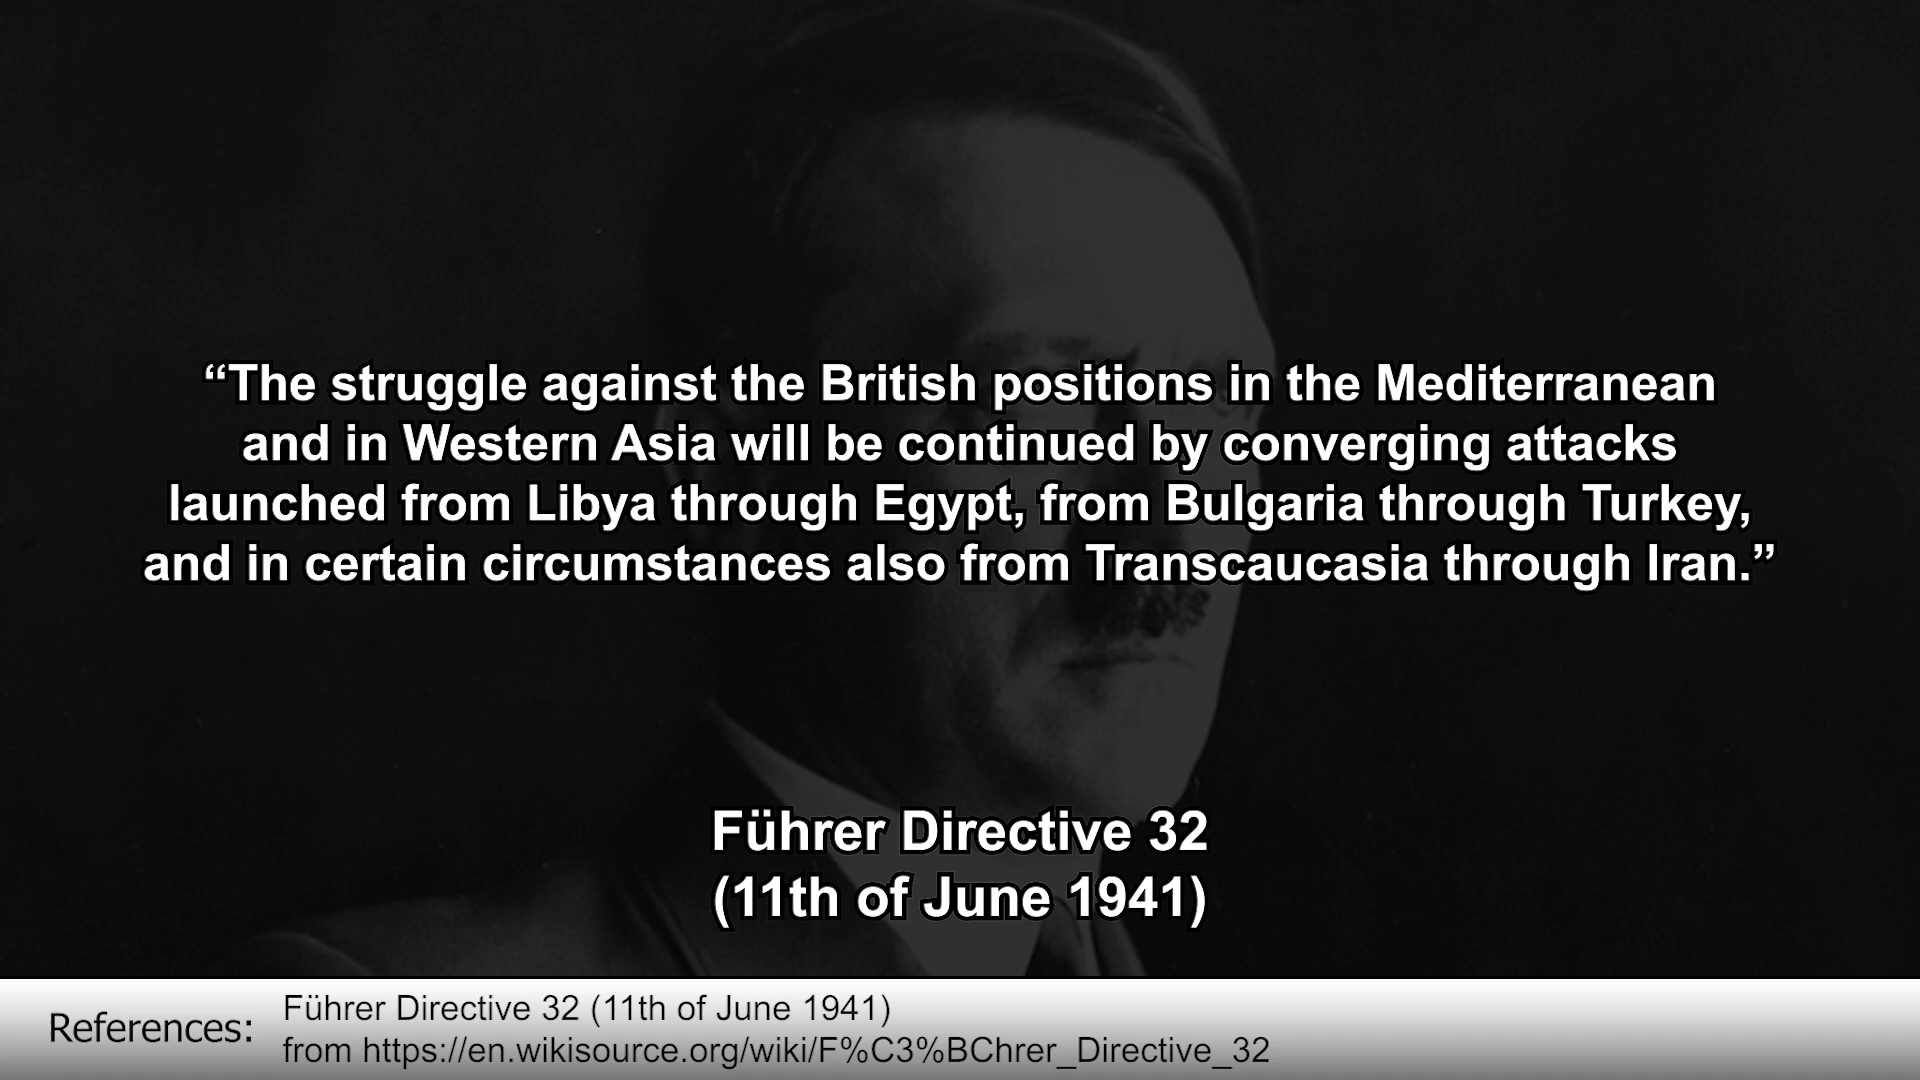 “The struggle against the British positions in the Mediterranean
and in Western Asia will be continued by converging attacks
launched from Libya through Egypt, from Bulgaria through Turkey,
and in certain circumstances also from Transcaucasia through Iran.”
Führer Directive 32
(11th of June 1941)
References:
Führer Directive 32 (11th of June 1941)
from https://en.wikisource.org/wiki/F%C3%BChrer_Directive_32